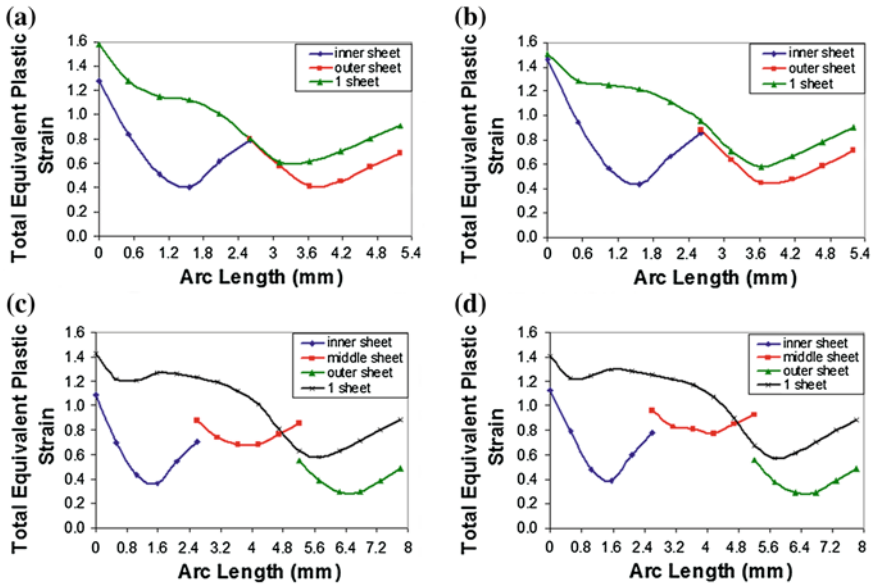 (a)
Total Equivalent Plastic
Strain
1.6
1.4
1.2
1.0
0.8
0.6
0.4
0.2
0.0
inner sheet
outer sheet
1 sheet
0 0.6 1.2 1.8 2.4 3 3.6 4.2 4.8 5.4
Arc Length (mm)
(b)
Total Equivalent Plastic
Strain
1.6
1.4
1.2
1.0
0.8
0.6
0.4
0.2
0.0
inner sheet
outer sheet
1 sheet
0 0.6 1.2 1.8 2.4 3 3.6 4.2 4.8 5.4
Arc Length (mm)
(c)
Total Equivalent Plastic
Strain
1.6
1.4
1.2
1.0
0.8
0.6
0.4
0.2
0.0
inner sheet
middle sheet
outer sheet
1 sheet
0 0.8 1.6 2.4 3.2 4 4.8 5.6 6.4 7.2 8
Arc Length (mm)
(d)
Total Equivalent Plastic
Strain
1.6
1.4
1.2
1.0
0.8
0.6
0.4
0.2
0.0
inner sheet
middle sheet
outer sheet
1 sheet
0 0.8 1.6 2.4 3.2 4 4.8 5.6 6.4 7.2 8
Arc Length (mm)